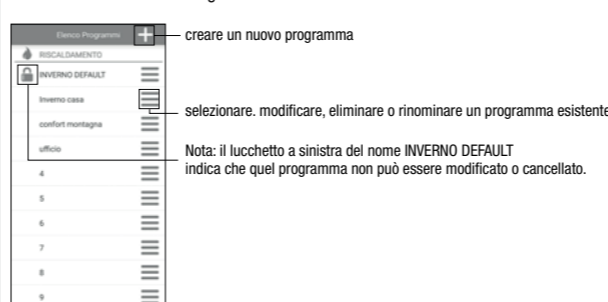 Elenco Programmi
creare un nuovo programma
RISCALDAMENTO
INVERNO DEFAULT
Inverno casa
selezionare. modificare, eliminare o rinominare un programma esistente
confort montagna
ufficio
Nota: il lucchetto a sinistra del nome INVERNO DEFAULT
indica che quel programma non può essere modificato o cancellato.
4
5
6
7
8
9